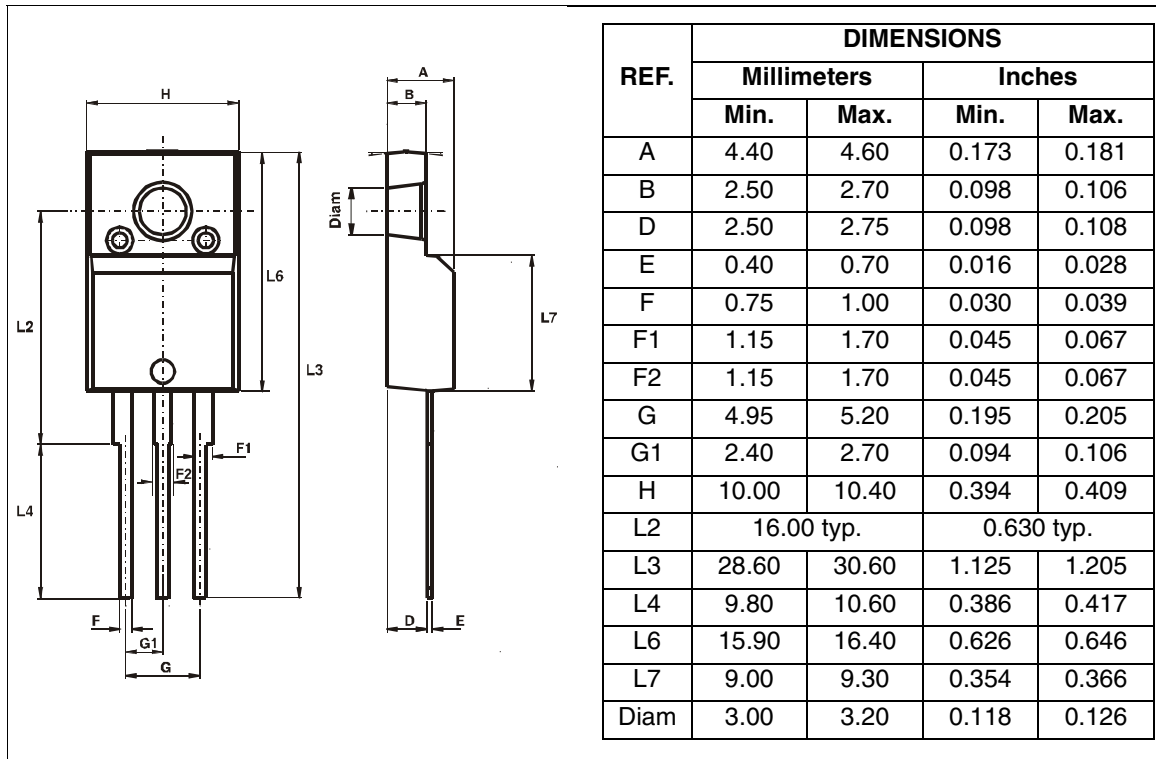 H
A
B
Diam
L6
L2
L7
L3
F1
F2
L4
F
D
E
G1
G
DIMENSIONS
REF. Millimeters Inches
Min. Max. Min. Max.
A 4.40 4.60 0.173 0.181
B 2.50 2.70 0.098 0.106
D 2.50 2.75 0.098 0.108
E 0.40 0.70 0.016 0.028
F 0.75 1.00 0.030 0.039
F1 1.15 1.70 0.045 0.067
F2 1.15 1.70 0.045 0.067
G 4.95 5.20 0.195 0.205
G1 2.40 2.70 0.094 0.106
H 10.00 10.40 0.394 0.409
L2 16.00 typ. 0.630 typ.
L3 28.60 30.60 1.125 1.205
L4 9.80 10.60 0.386 0.417
L6 15.90 16.40 0.626 0.646
L7 9.00 9.30 0.354 0.366
Diam 3.00 3.20 0.118 0.126